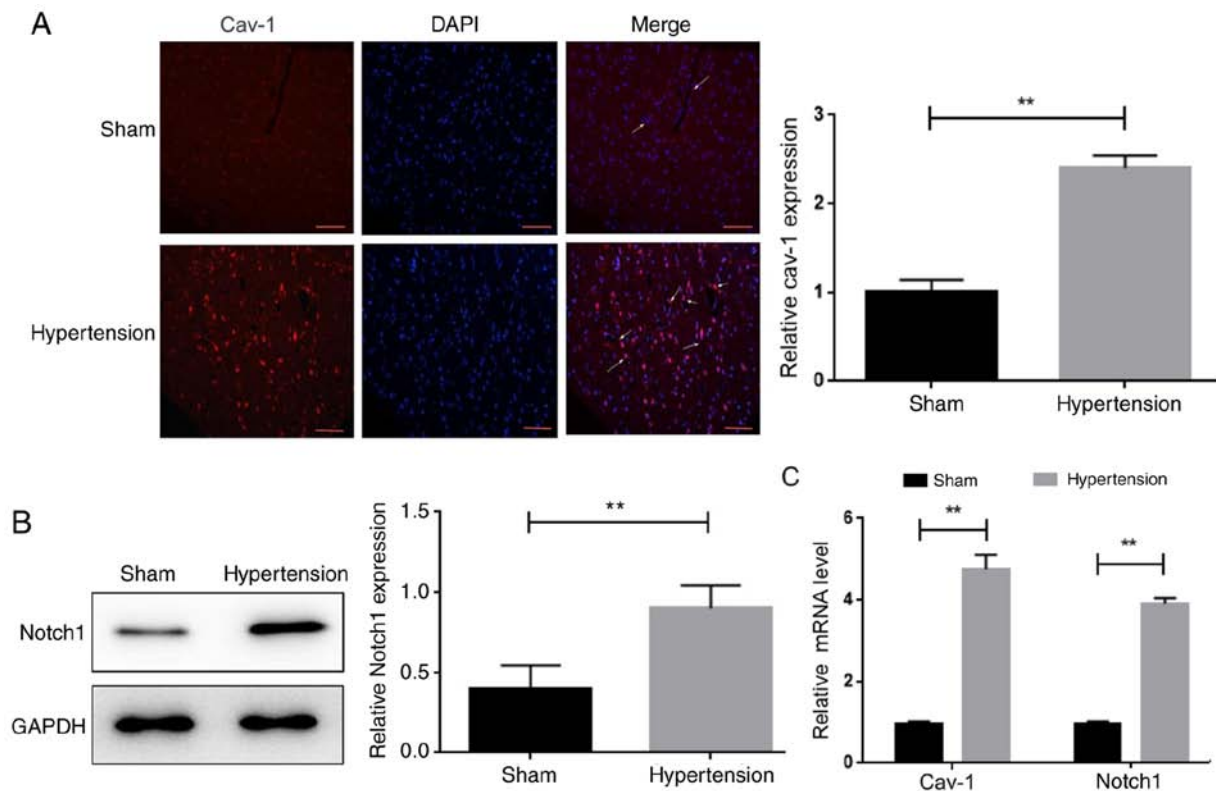 A
Cav-1 DAPI Merge
Sham
Hypertension
Relative cav-1 expression
3
2
1
0
**
Sham Hypertension
B
Sham Hypertension
Notch1
GAPDH
Relative Notch1 expression
1.5
1.0
0.5
0.0
**
Sham Hypertension
C
Sham Hypertension
Relative mRNA level
6
4
2
0
**
**
Cav-1 Notch1